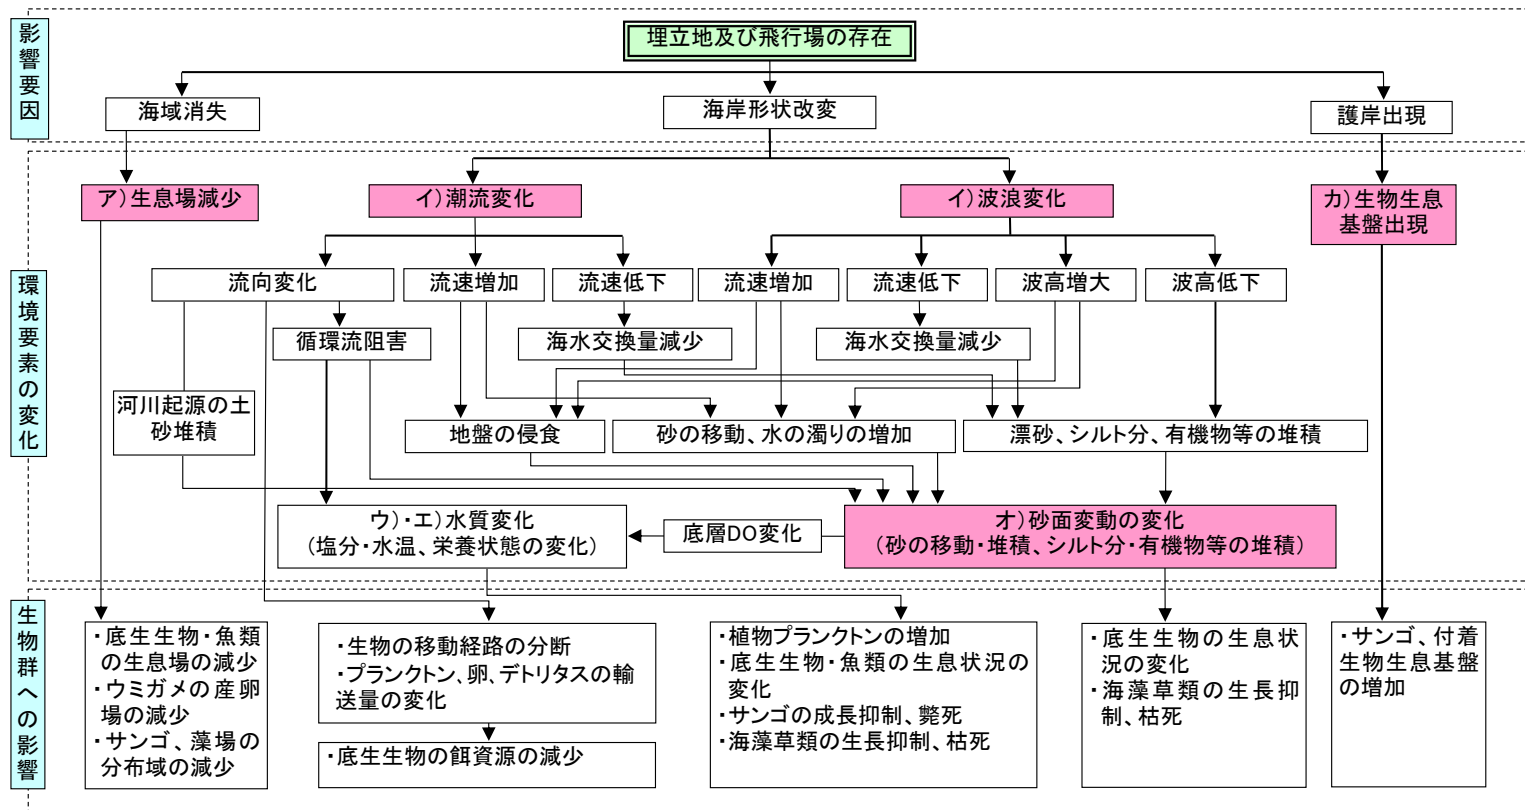 影響要因
埋立地及び飛行場の存在
海域消失
海岸形状改変
護岸出現
環境要素の変化
ア)生息場減少
イ)潮流変化
イ)波浪変化
カ)生物生息
基盤出現
流向変化
流速増加
流速低下
流速増加
流速低下
波高増大
波高低下
循環流阻害
海水交換量減少
海水交換量減少
河川起源の土
砂堆積
地盤の侵食
砂の移動、水の濁りの増加
漂砂、シルト分、有機物等の堆積
ウ)・エ)水質変化
(塩分・水温、栄養状態の変化)
底層DO変化
オ)砂面変動の変化
(砂の移動・堆積、シルト分・有機物等の堆積)
生物群への影響
・底生生物・魚類
の生息場の減少
・ウミガメの産卵
場の減少
・サンゴ、藻場の
分布域の減少
・生物の移動経路の分断
・プランクトン、卵、デトリタスの輸
送量の変化
・底生生物の餌資源の減少
・植物プランクトンの増加
・底生生物・魚類の生息状況の
変化
・サンゴの成長抑制、斃死
・海藻草類の生長抑制、枯死
・底生生物の生息状
況の変化
・海藻草類の生長抑
制、枯死
・サンゴ、付着
生物生息基盤
の増加